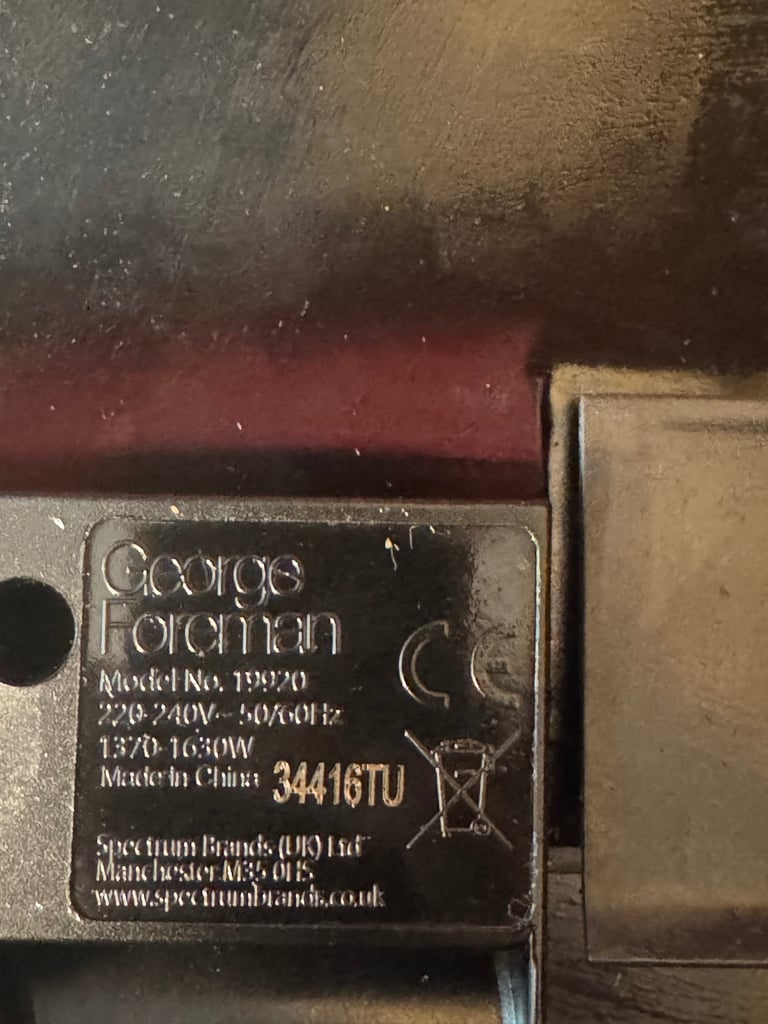 George
Foreman
Model No. 19920
220-240V~ 50/60Hz
1370-1630W
Made in China 34416TU
CE
Spectrum Brands (UK) Ltd
Manchester M35 0HS
www.spectrumbrands.co.uk